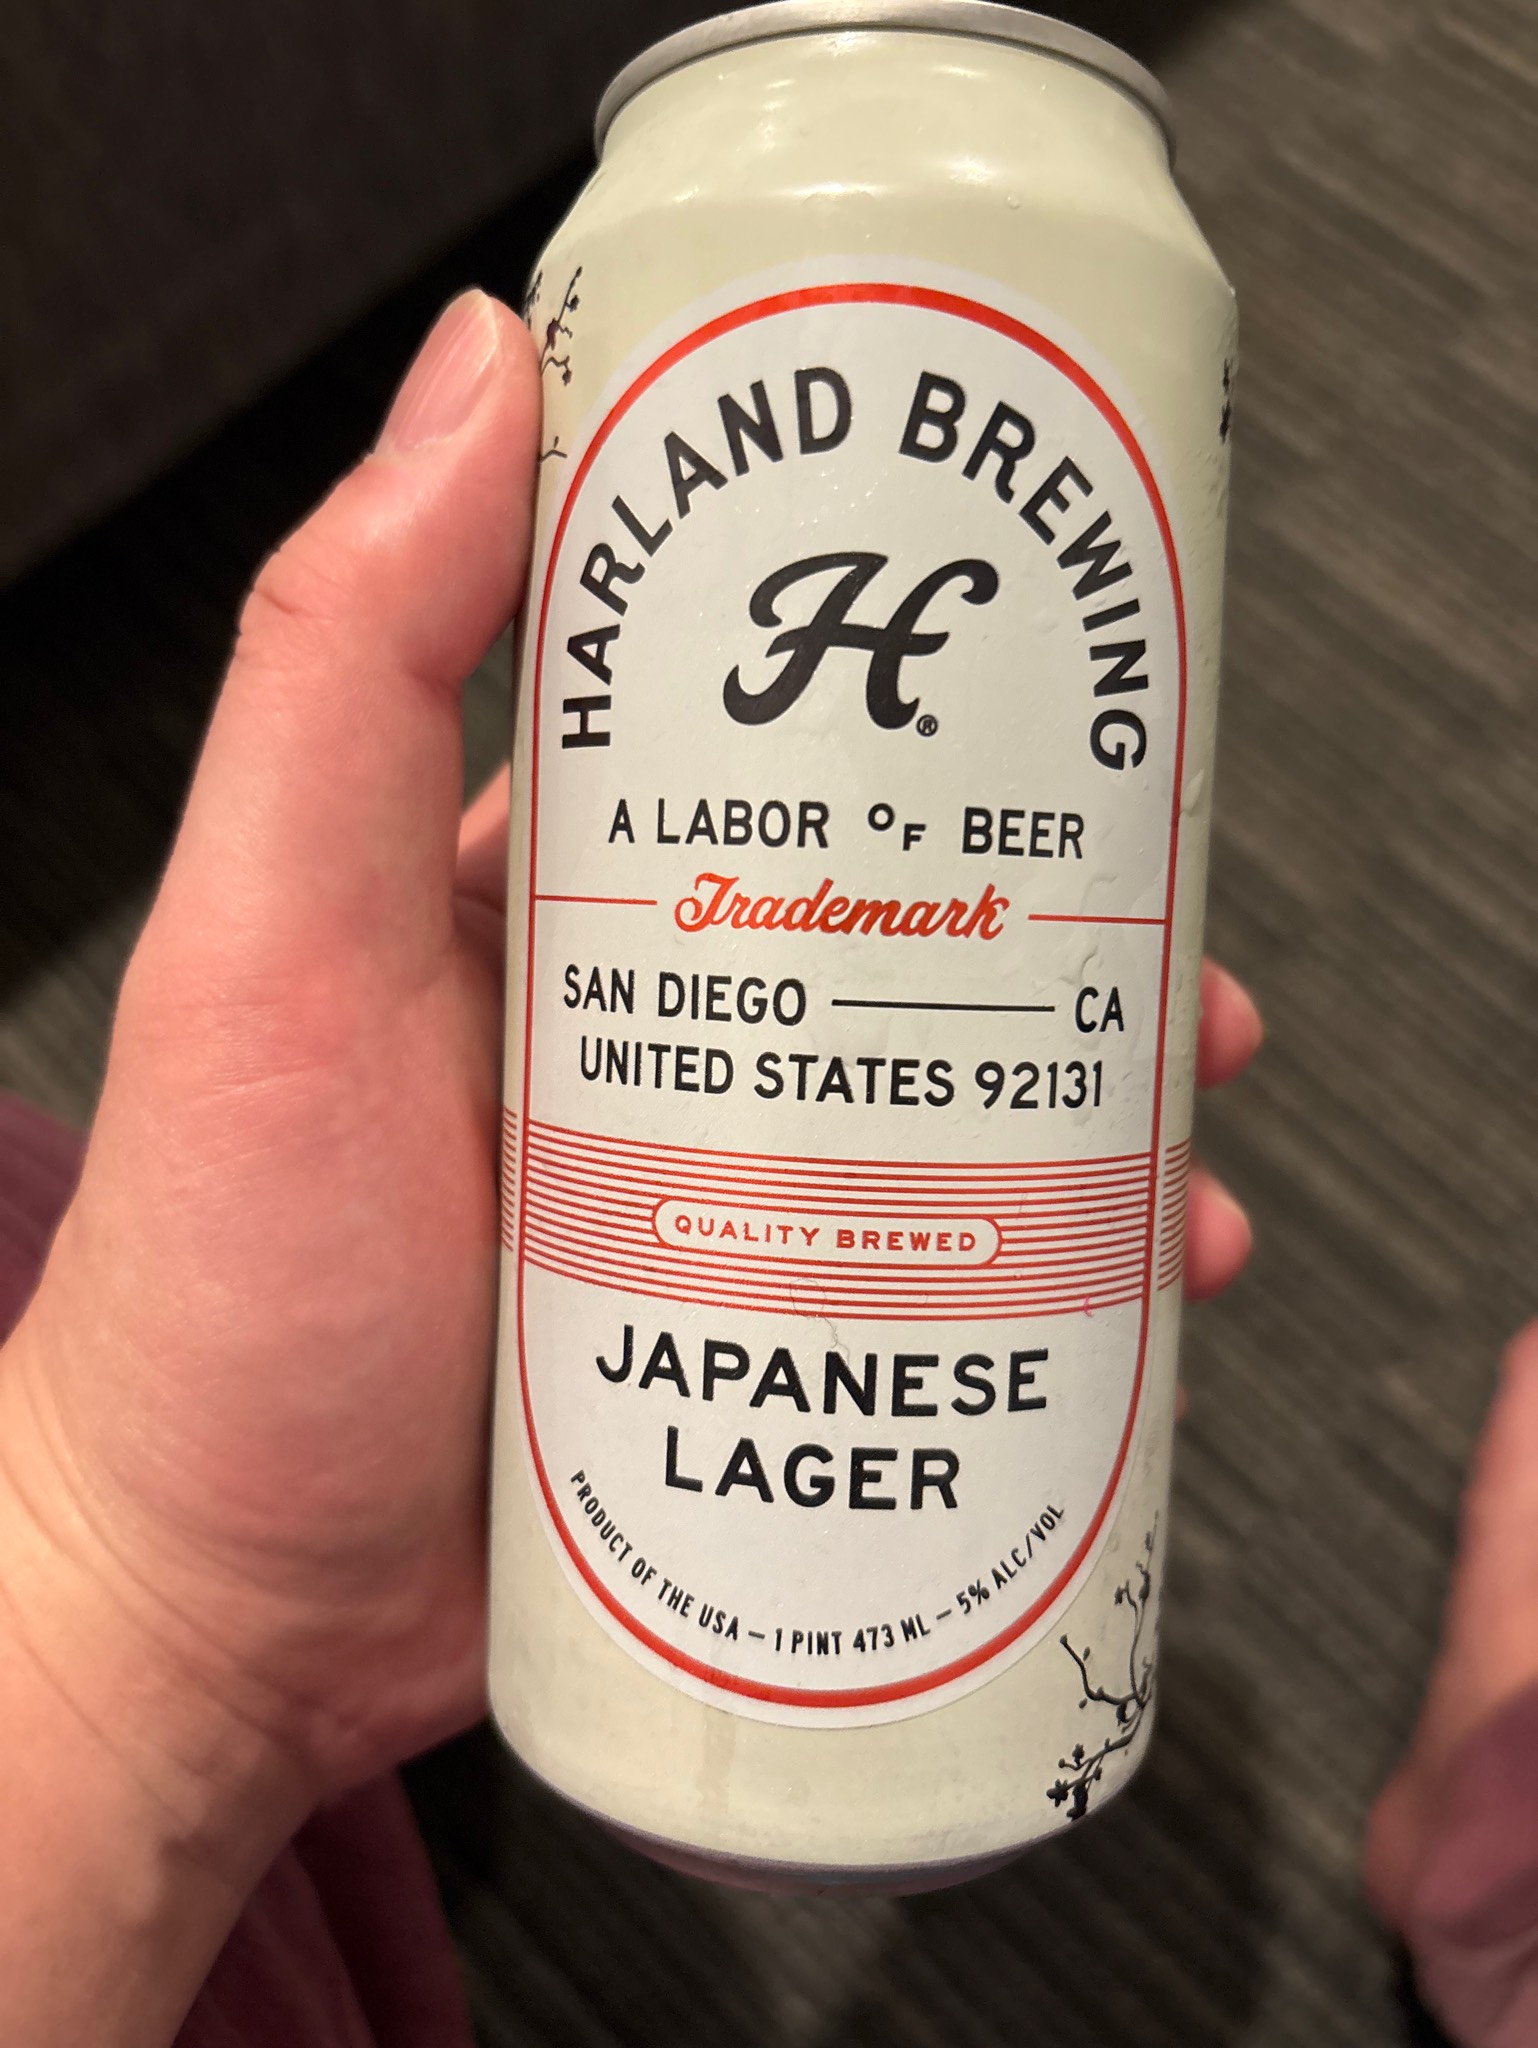 HARLAND BREWING
H®
A LABOR OF BEER
Trademark
SAN DIEGO — CA
UNITED STATES 92131
QUALITY BREWED
JAPANESE
LAGER
PRODUCT OF THE USA – 1 PINT 473 ML – 5% ALC/VOL